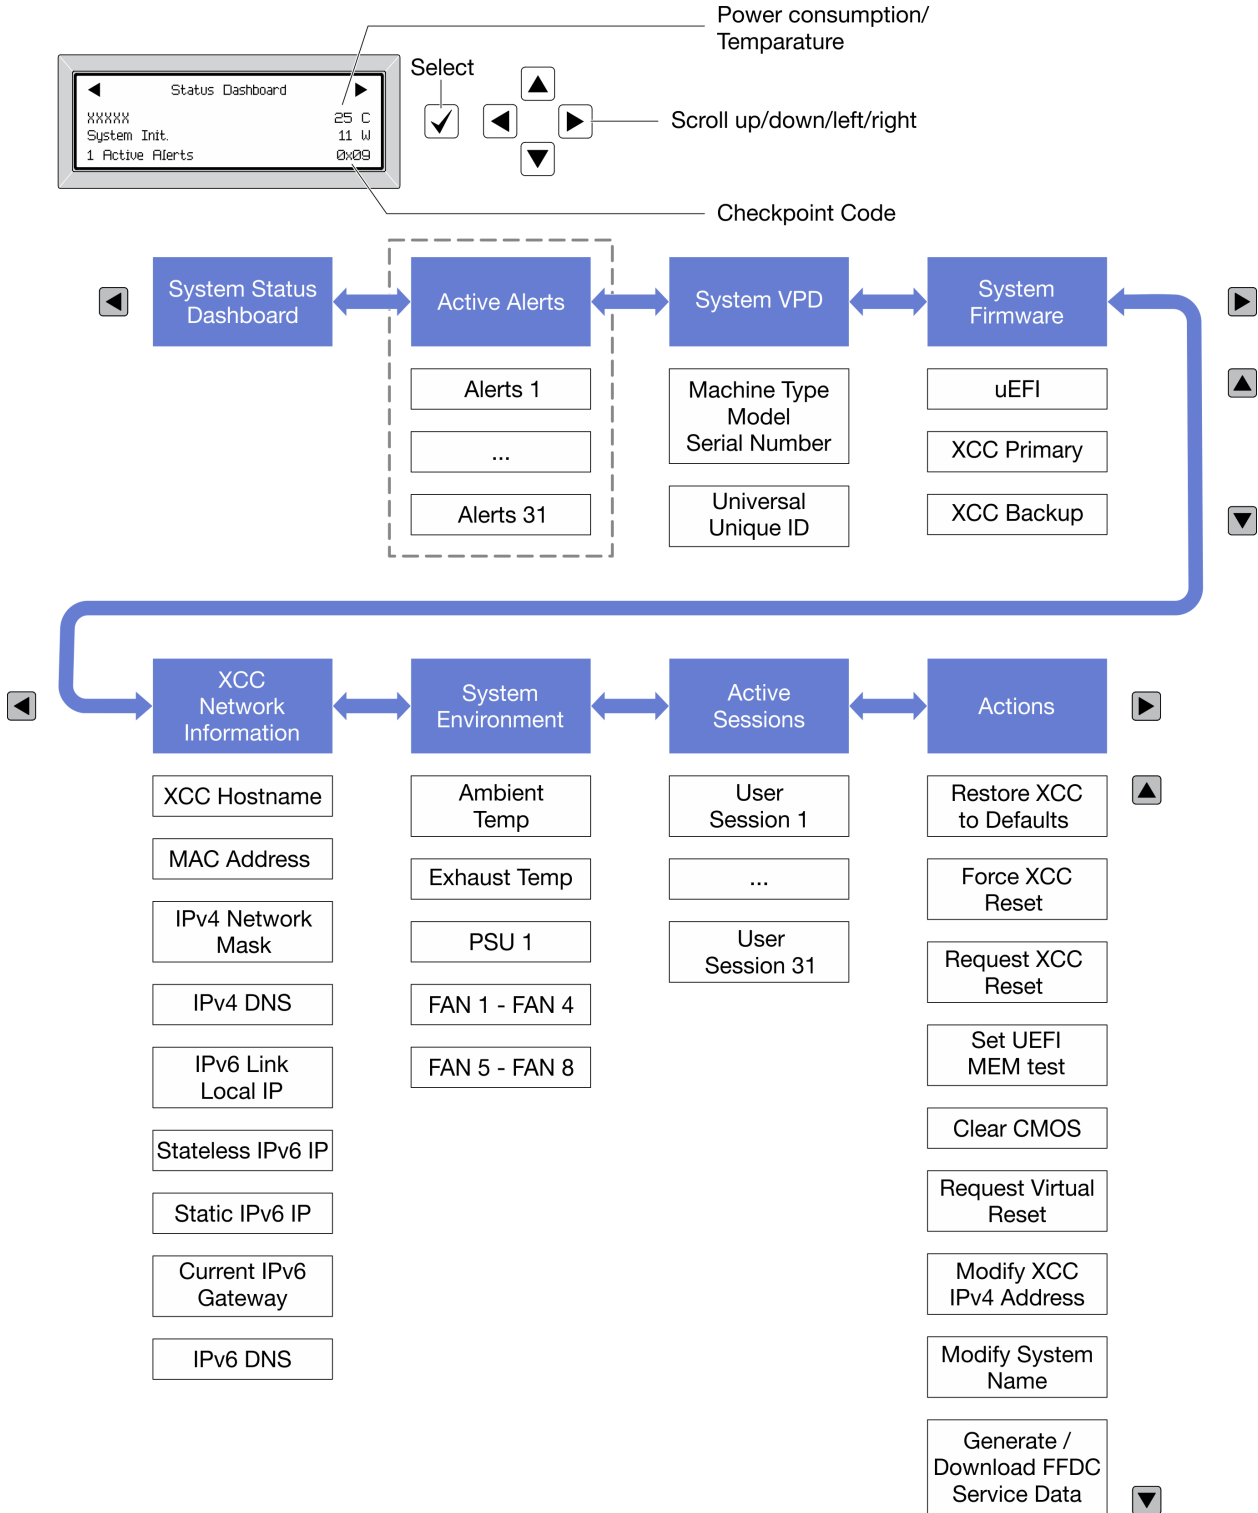 Power consumption/
Temparature
Select
Status Dashboard
XXXXX 25 C
System Init. 11 W
1 Active Alerts 0x09
Scroll up/down/left/right
Checkpoint Code
System Status
Dashboard
Active Alerts
System VPD
System
Firmware
Alerts 1
...
Alerts 31
Machine Type
Model
Serial Number
Universal
Unique ID
uEFI
XCC Primary
XCC Backup
XCC
Network
Information
System
Environment
Active
Sessions
Actions
XCC Hostname
MAC Address
IPv4 Network
Mask
IPv4 DNS
IPv6 Link
Local IP
Stateless IPv6 IP
Static IPv6 IP
Current IPv6
Gateway
IPv6 DNS
Ambient
Temp
Exhaust Temp
PSU 1
FAN 1 - FAN 4
FAN 5 - FAN 8
User
Session 1
...
User
Session 31
Restore XCC
to Defaults
Force XCC
Reset
Request XCC
Reset
Set UEFI
MEM test
Clear CMOS
Request Virtual
Reset
Modify XCC
IPv4 Address
Modify System
Name
Generate /
Download FFDC
Service Data